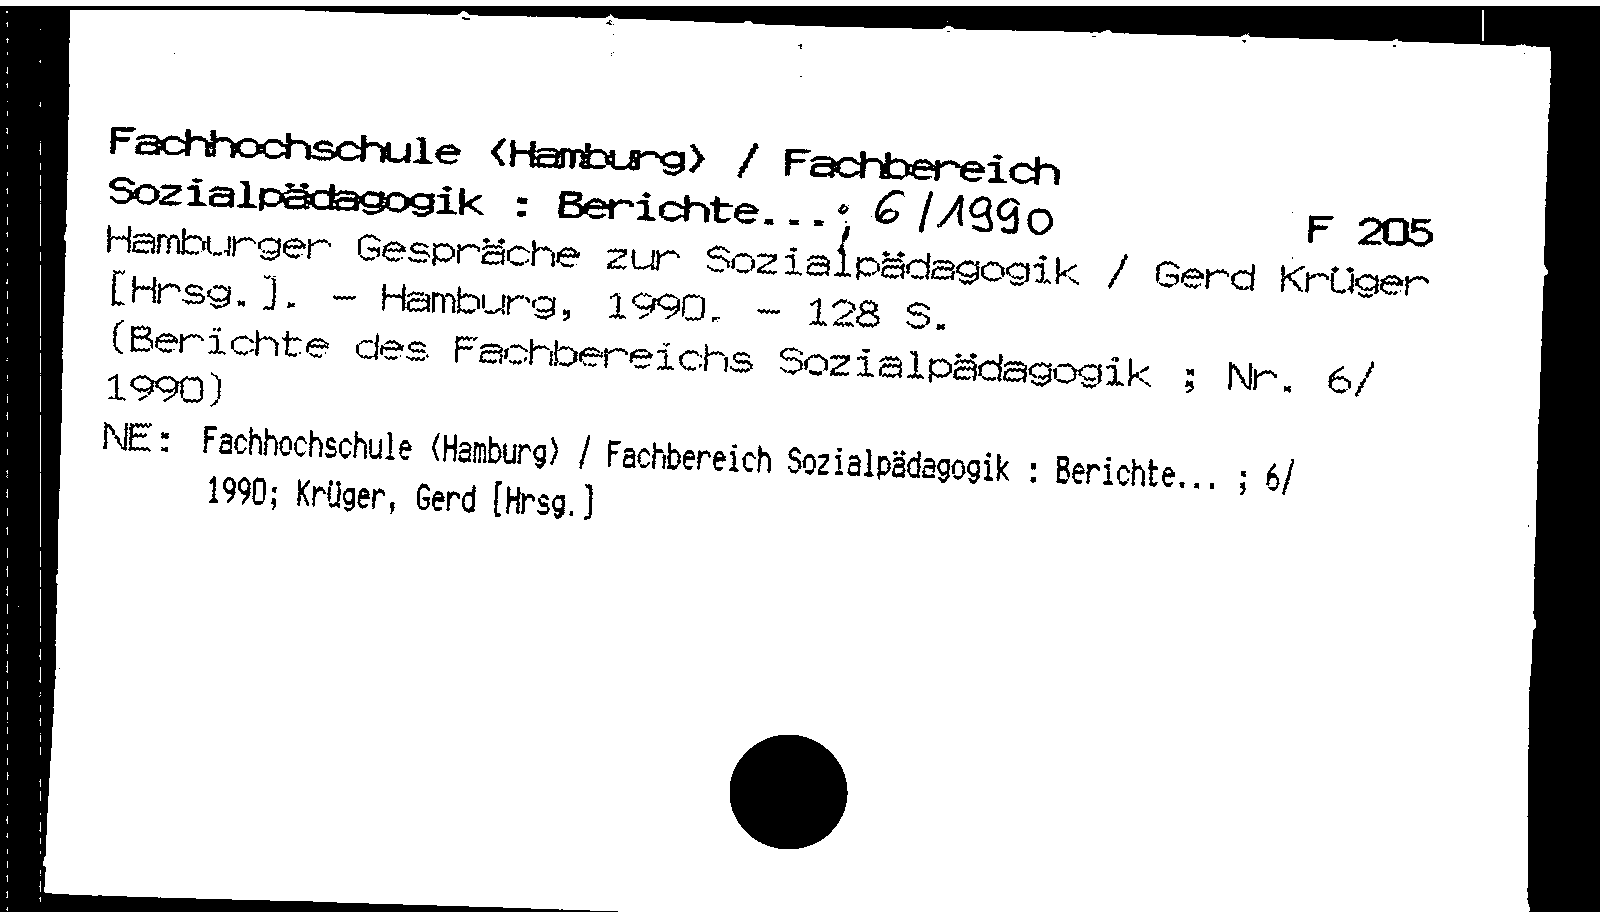 Fachhochschule <Hamburg> / Fachbereich
Sozialpädagogik : Berichte...; 6/1990 F 205
Hamburger Gespräche zur Sozialpädagogik / Gerd Krüger
[Hrsg.]. - Hamburg, 1990. - 128 S.
(Berichte des Fachbereichs Sozialpädagogik ; Nr. 6/
1990)
NE: Fachhochschule <Hamburg> / Fachbereich Sozialpädagogik : Berichte... ; 6/
1990; Krüger, Gerd [Hrsg.]